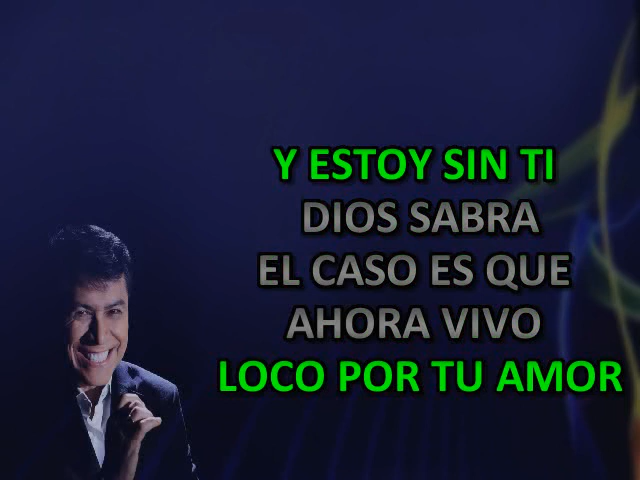 Y ESTOY SIN TI
DIOS SABRA
EL CASO ES QUE
AHORA VIVO
LOCO POR TU AMOR